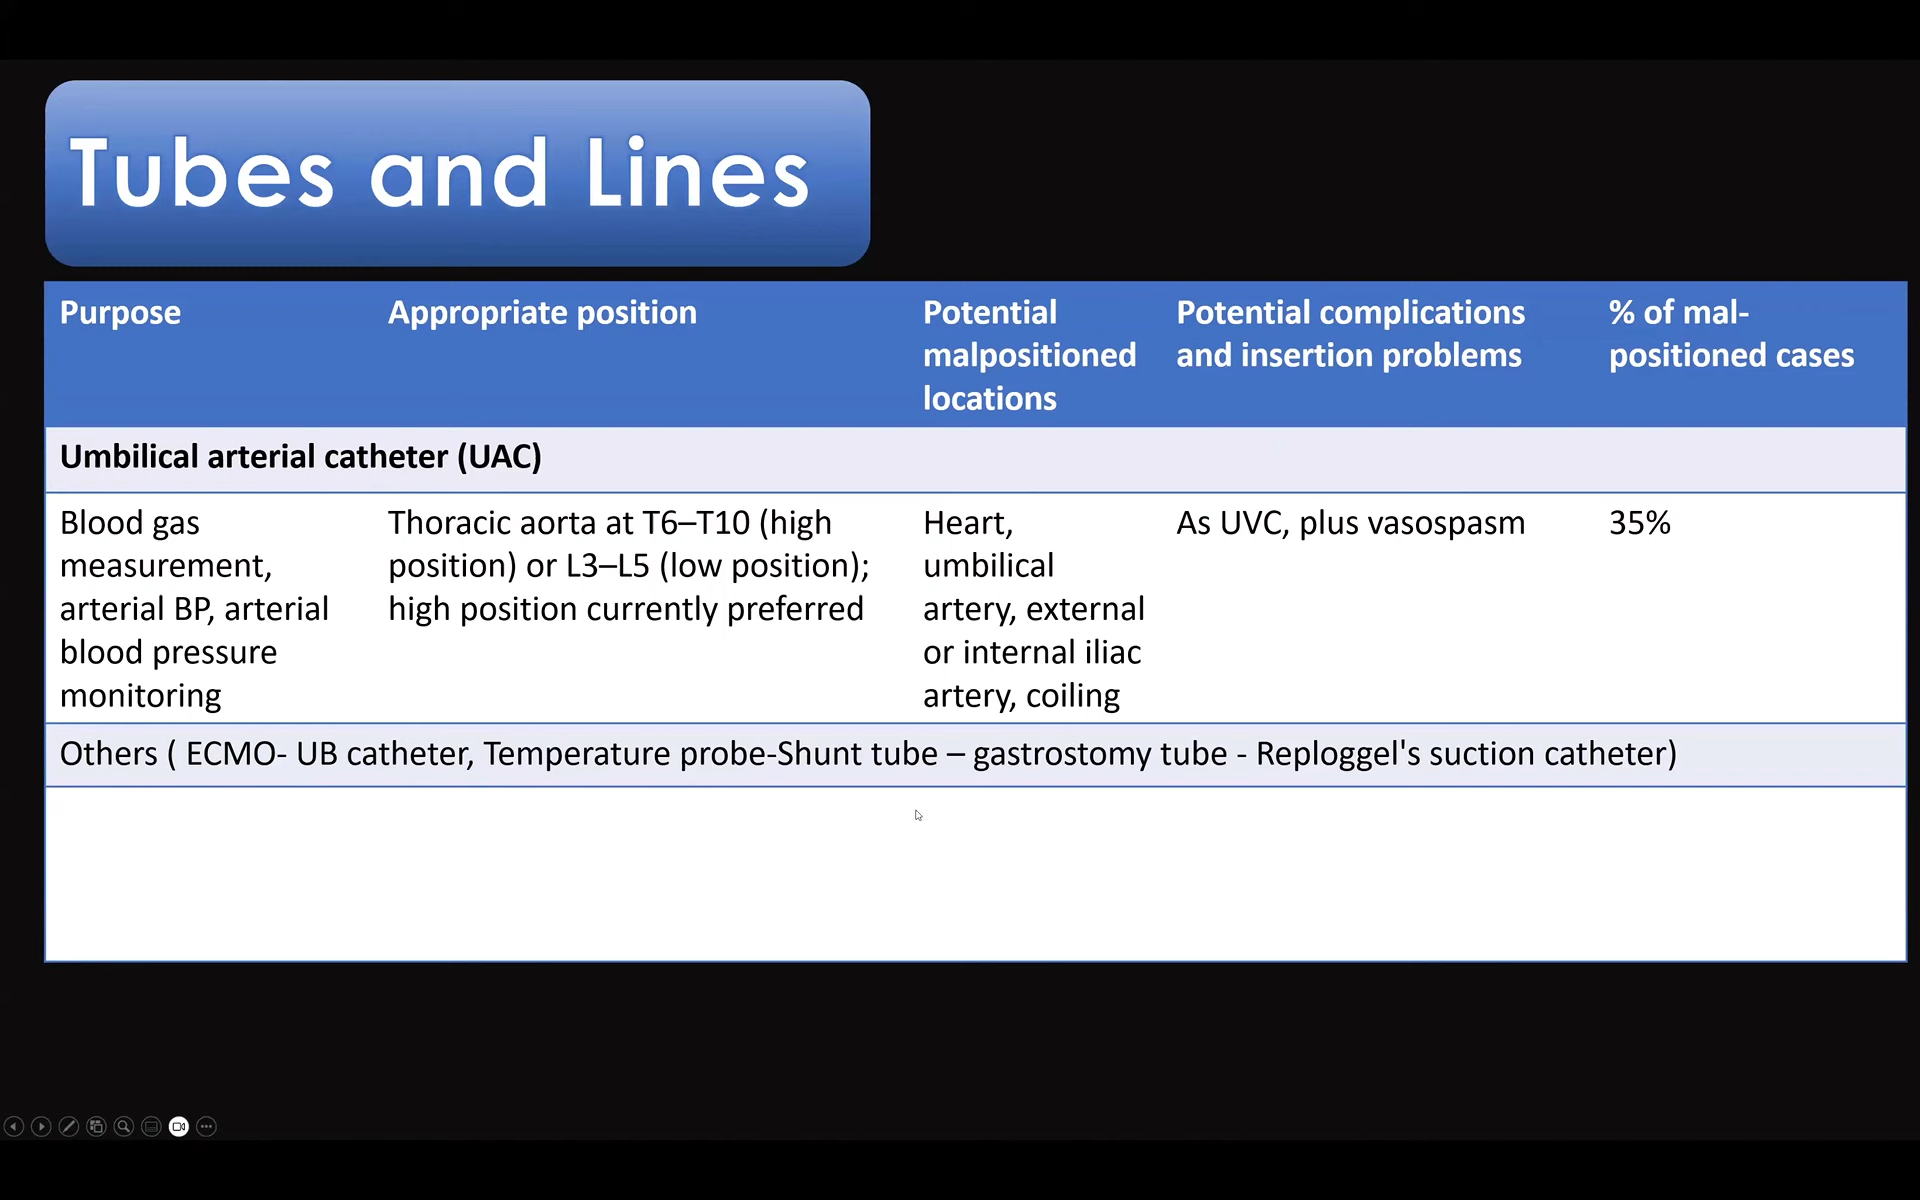 Tubes and Lines
Purpose
Appropriate position
Potential
malpositioned
locations
Potential complications
and insertion problems
% of mal-
positioned cases
Umbilical arterial catheter (UAC)
Blood gas
measurement,
arterial BP, arterial
blood pressure
monitoring
Thoracic aorta at T6–T10 (high
position) or L3–L5 (low position);
high position currently preferred
Heart,
umbilical
artery, external
or internal iliac
artery, coiling
As UVC, plus vasospasm
35%
Others ( ECMO- UB catheter, Temperature probe-Shunt tube – gastrostomy tube - Reploggel's suction catheter)